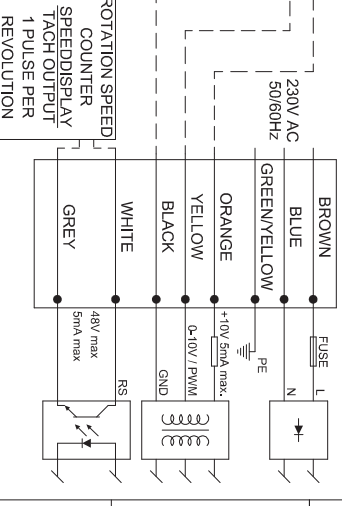 ROTATION SPEED
COUNTER
SPEEDDISPLAY
TACH OUTPUT
1 PULSE PER
REVOLUTION
230V AC
50/60Hz
BROWN
BLUE
GREEN/YELLOW
ORANGE
YELLOW
BLACK
WHITE
GREY
FUSE
L
N
PE
+10V 5mA max.
0-10V / PWM
GND
RS
48V max
5mA max